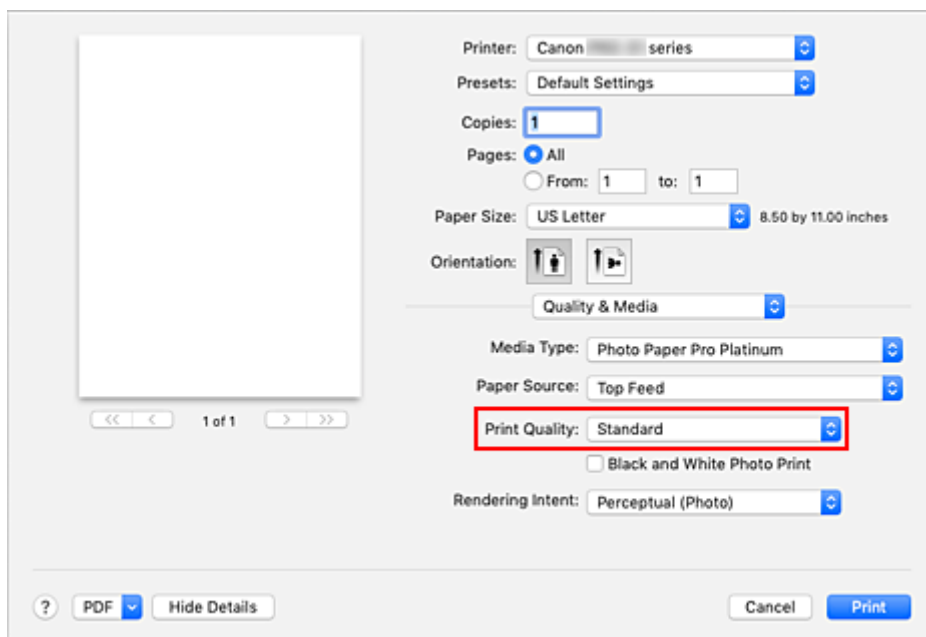 Printer: Canon series
Presets: Default Settings
Copies: 1
Pages: All
From: 1 to: 1
Paper Size: US Letter 8.50 by 11.00 inches
Orientation:
Quality & Media
Media Type: Photo Paper Pro Platinum
Paper Source: Top Feed
<< < 1 of 1 > >>
Print Quality: Standard
Black and White Photo Print
Rendering Intent: Perceptual (Photo)
? PDF Hide Details Cancel Print